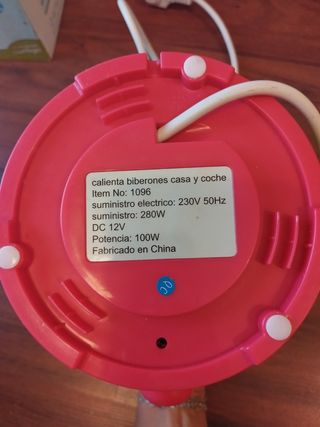 calienta biberones casa y coche
Item No: 1096
suministro electrico: 230V 50Hz
suministro: 280W
DC 12V
Potencia: 100W
Fabricado en China
QC